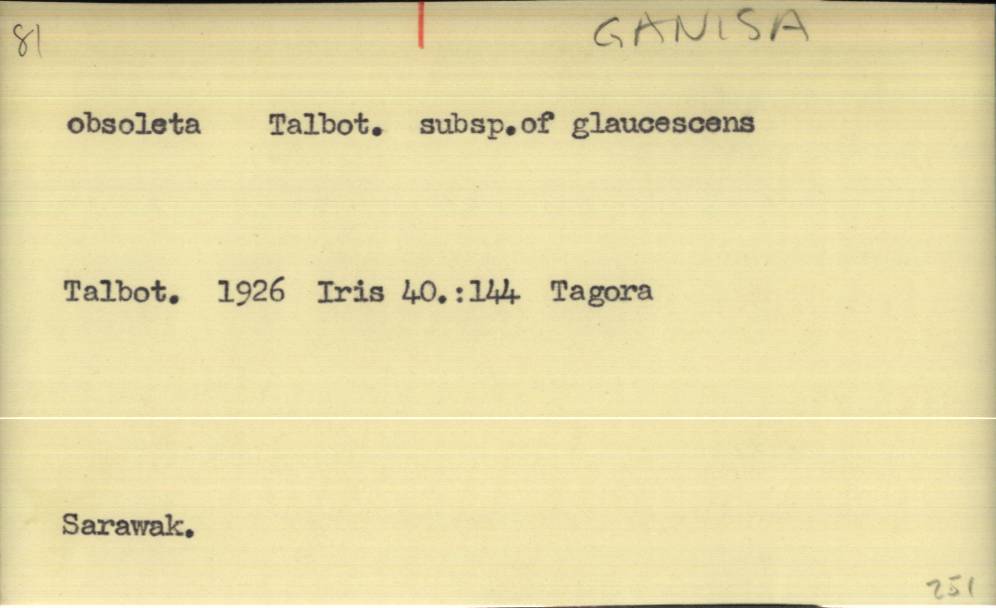 81
GANISA
obsoleta Talbot. subsp.of glaucescens
Talbot. 1926 Iris 40.:144 Tagora
Sarawak.
251